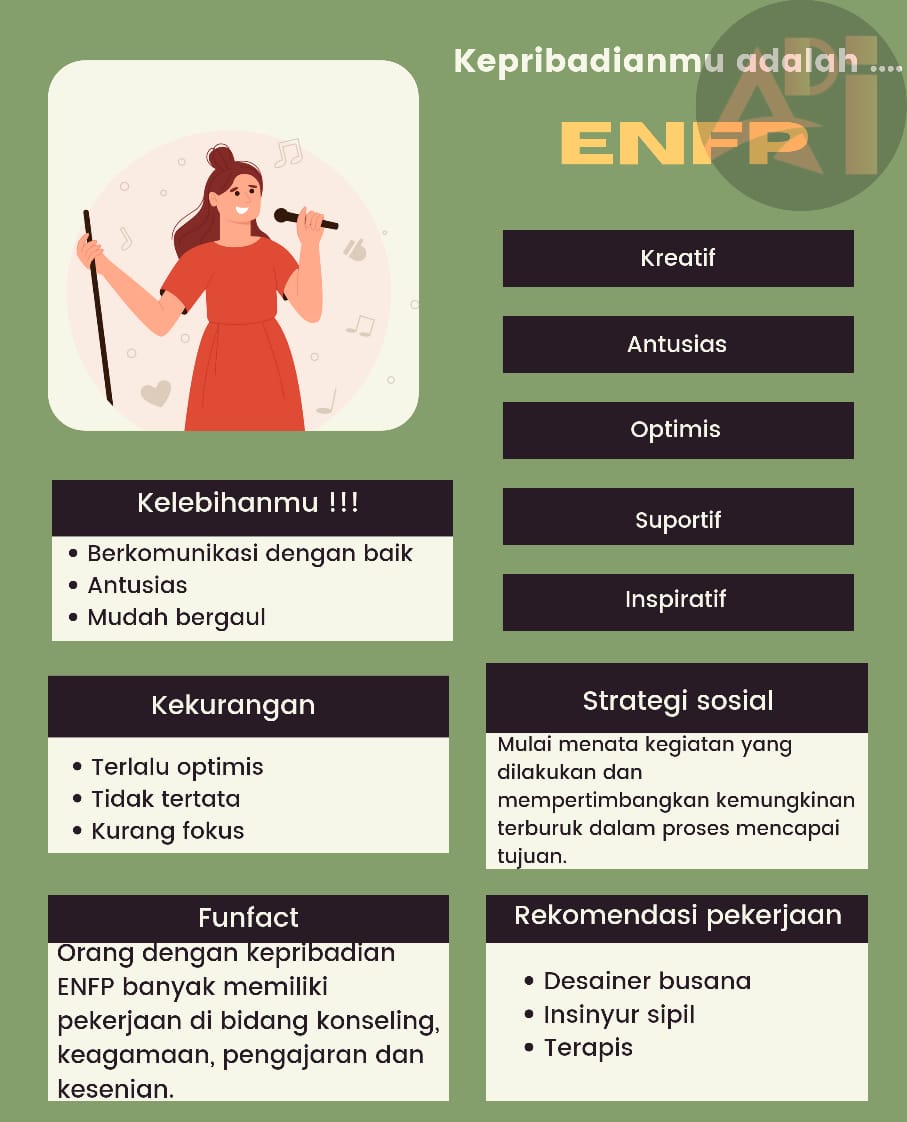 Kepribadianmu adalah ....
ENFP
ADI
Kreatif
Antusias
Optimis
Suportif
Inspiratif
Kelebihanmu !!!
• Berkomunikasi dengan baik
• Antusias
• Mudah bergaul
Kekurangan
• Terlalu optimis
• Tidak tertata
• Kurang fokus
Strategi sosial
Mulai menata kegiatan yang
dilakukan dan
mempertimbangkan kemungkinan
terburuk dalam proses mencapai
tujuan.
Funfact
Orang dengan kepribadian
ENFP banyak memiliki
pekerjaan di bidang konseling,
keagamaan, pengajaran dan
kesenian.
Rekomendasi pekerjaan
• Desainer busana
• Insinyur sipil
• Terapis